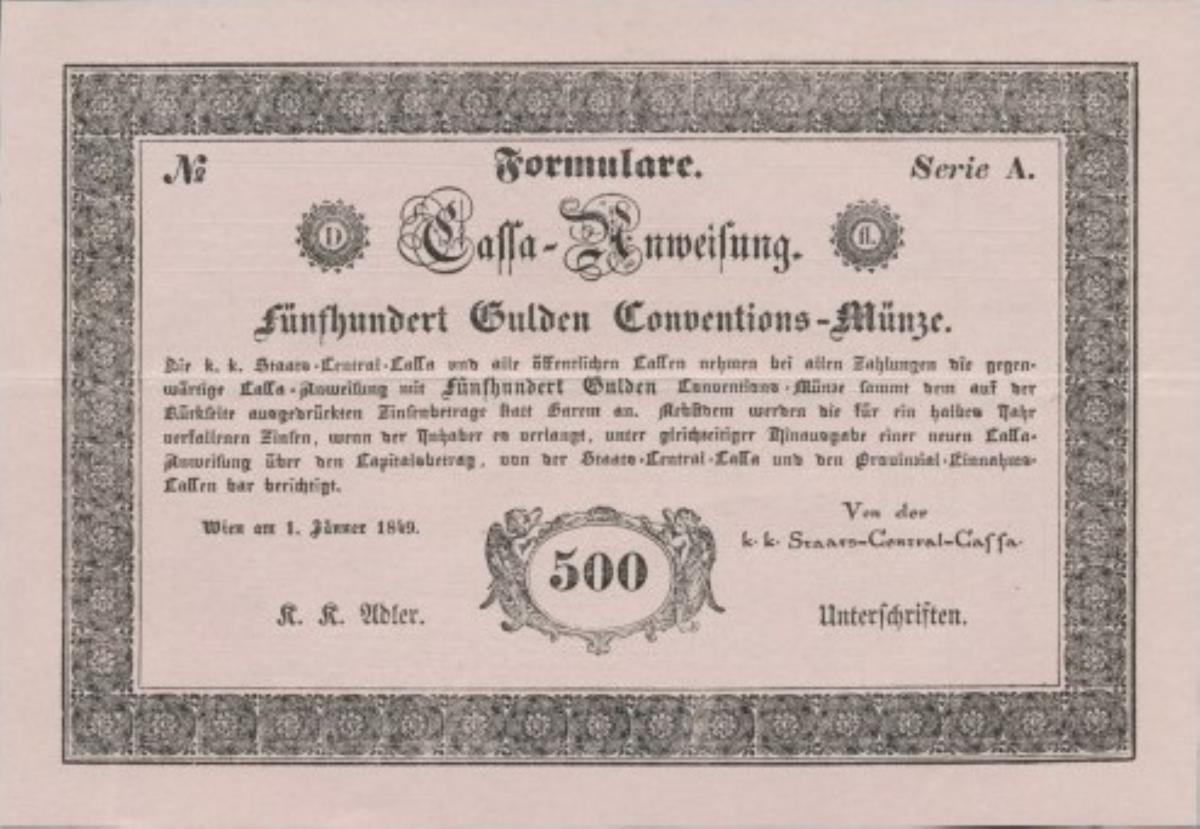 № Formulare. Serie A.
D Cassa-Anweisung. fl.
Fünfhundert Gulden Conventions-Münze.
Die k. k. Staats-Central-Cassa und alle öffentlichen Cassen nehmen bei allen Zahlungen die gegen-
wärtige Cassa-Anweisung mit Fünfhundert Gulden Conventions-Münze sammt dem auf der
Rückseite ausgedrückten Zinsenbetrage statt Barem an. Nebstdem werden die für ein halbes Jahr
verfallenen Zinsen, wenn der Inhaber es verlangt, unter gleichzeitiger Hinausgabe einer neuen Cassa-
Anweisung über den Capitalsbetrag, von der Staats-Central-Cassa und den Provinzial-Einnahms-
Cassen bar berichtigt.
Wien am 1. Jänner 1849.
Von der
k. k. Staats-Central-Cassa
500
K. K. Adler. Unterschriften.